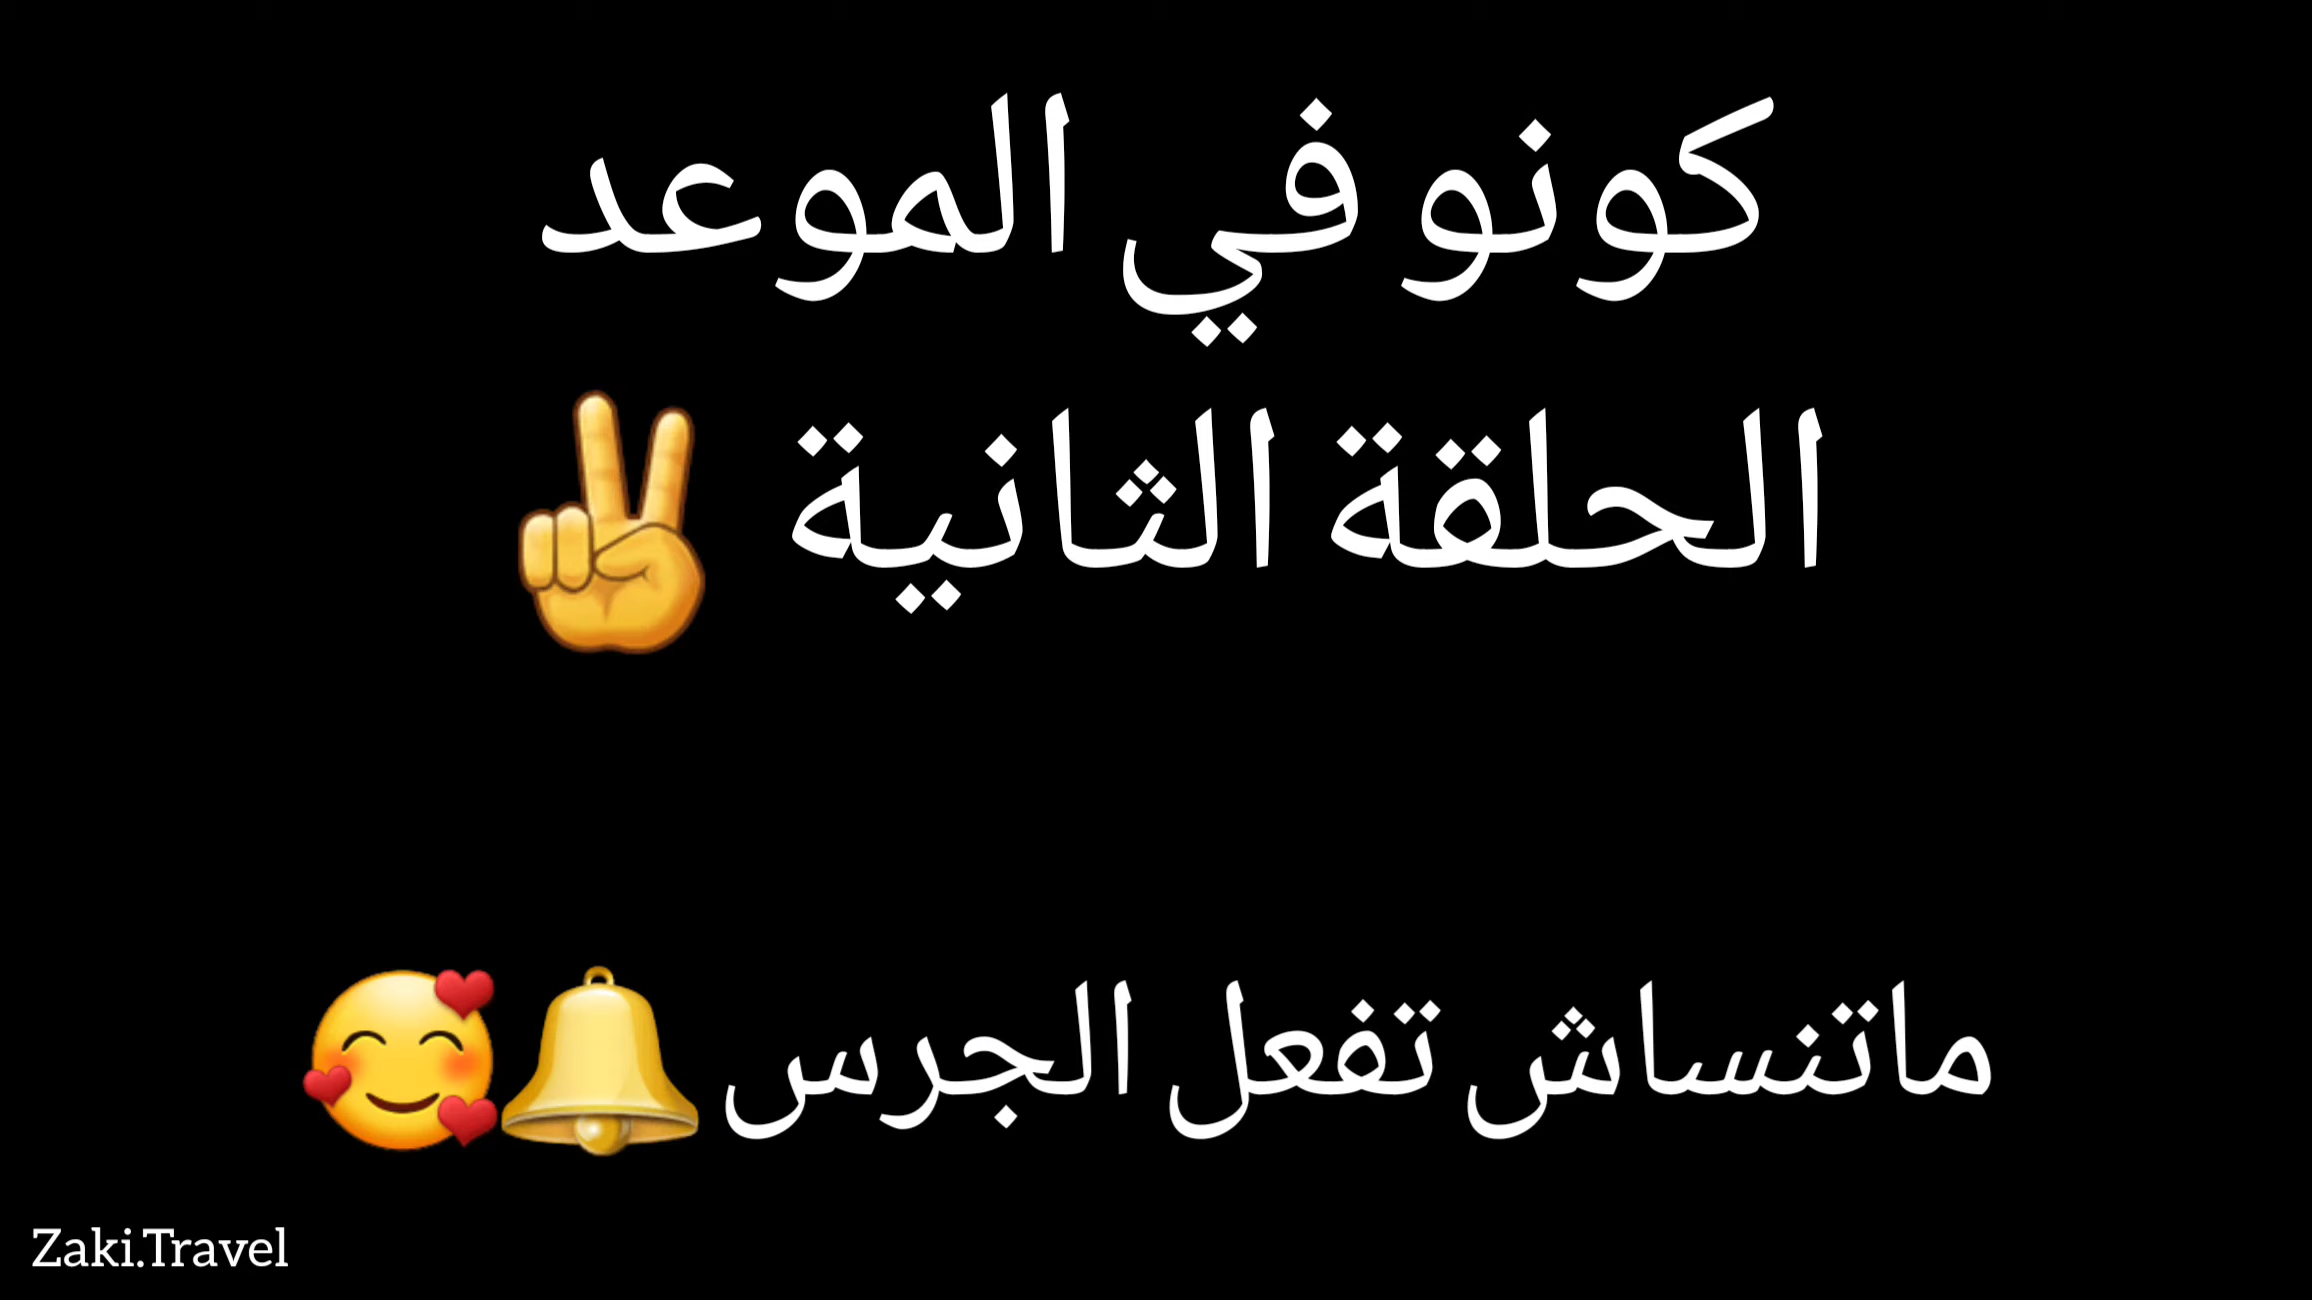 كونو في الموعد
الحلقة الثانية ✌️
ماتنساش تفعل الجرس🔔🥰
Zaki.Travel